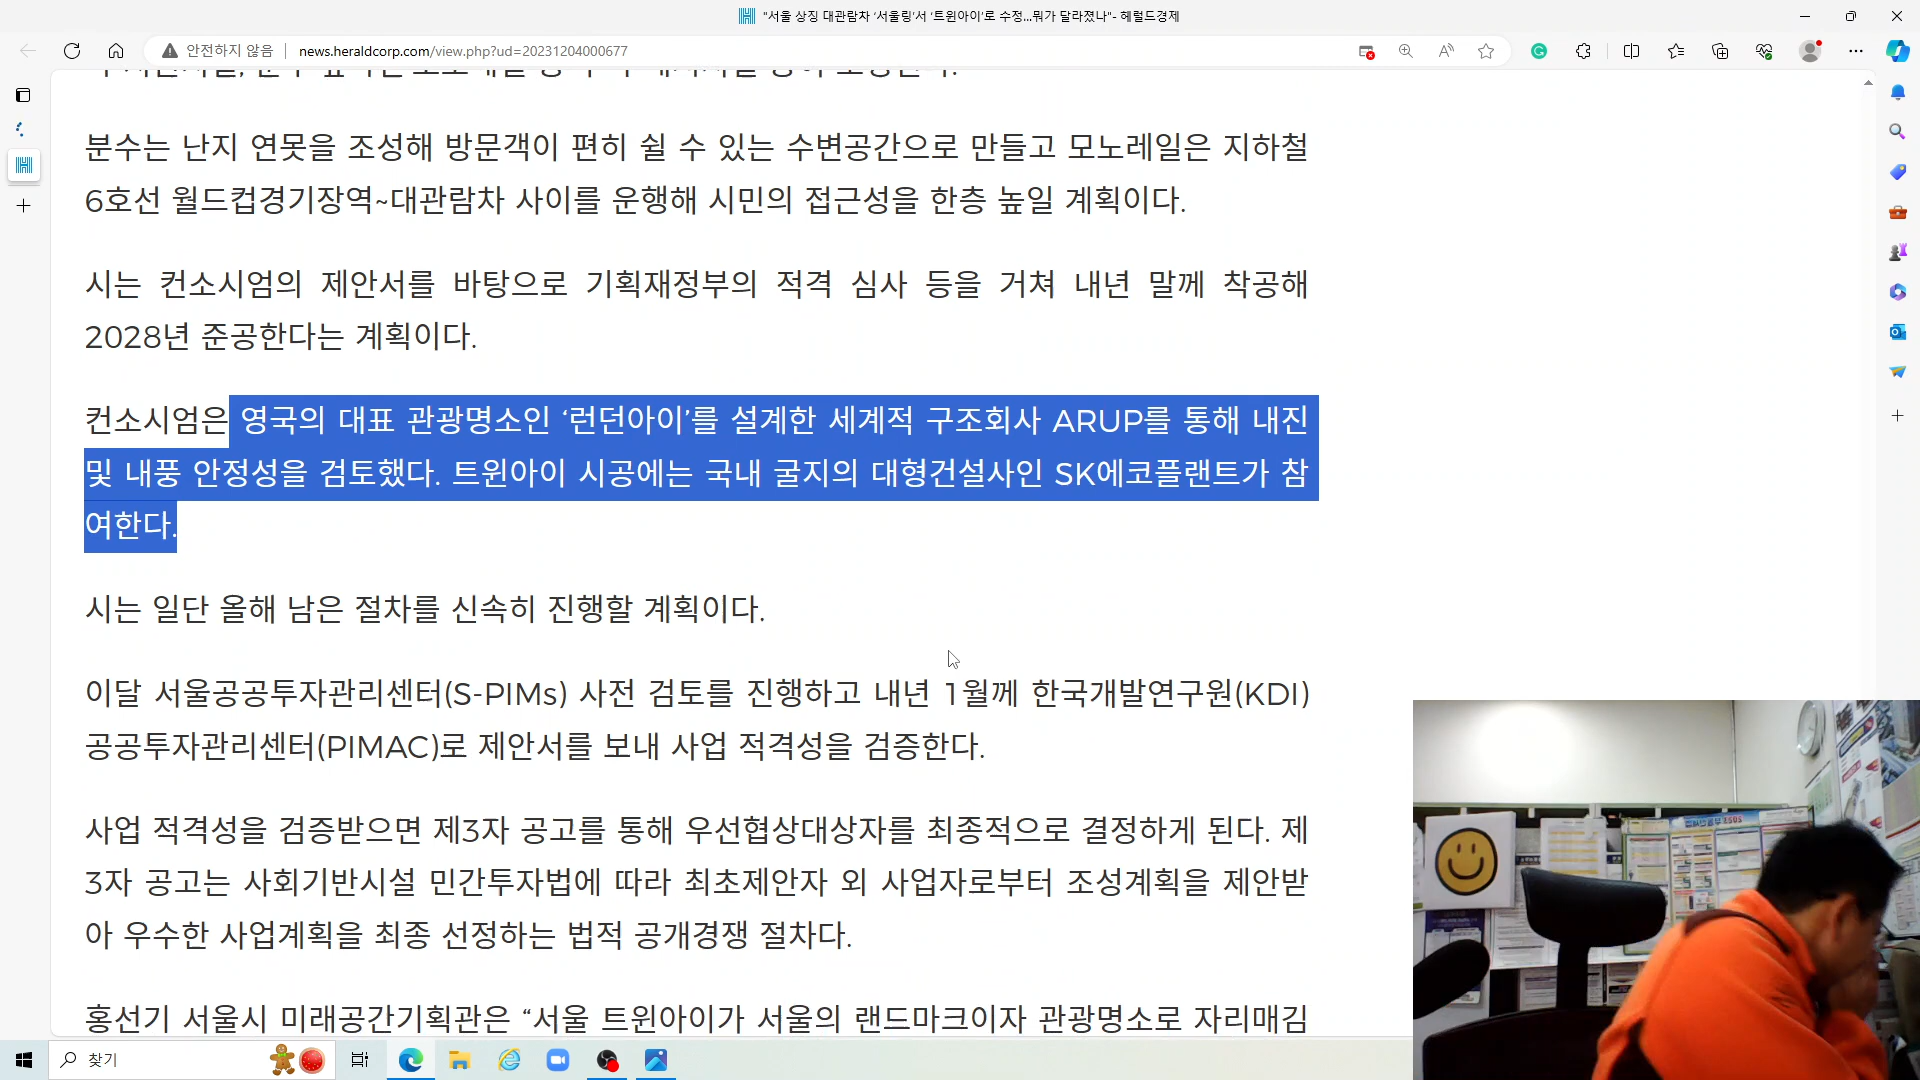 "서울 상징 대관람차 ‘서울링’서 ‘트윈아이’로 수정...뭐가 달라졌나"- 헤럴드경제
안전하지 않음 | news.heraldcorp.com/view.php?ud=20231204000677
분수는 난지 연못을 조성해 방문객이 편히 쉴 수 있는 수변공간으로 만들고 모노레일은 지하철
6호선 월드컵경기장역~대관람차 사이를 운행해 시민의 접근성을 한층 높일 계획이다.
시는 컨소시엄의 제안서를 바탕으로 기획재정부의 적격 심사 등을 거쳐 내년 말께 착공해
2028년 준공한다는 계획이다.
컨소시엄은 영국의 대표 관광명소인 ‘런던아이’를 설계한 세계적 구조회사 ARUP를 통해 내진
및 내풍 안정성을 검토했다. 트윈아이 시공에는 국내 굴지의 대형건설사인 SK에코플랜트가 참
여한다.
시는 일단 올해 남은 절차를 신속히 진행할 계획이다.
이달 서울공공투자관리센터(S-PIMs) 사전 검토를 진행하고 내년 1월께 한국개발연구원(KDI)
공공투자관리센터(PIMAC)로 제안서를 보내 사업 적격성을 검증한다.
사업 적격성을 검증받으면 제3자 공고를 통해 우선협상대상자를 최종적으로 결정하게 된다. 제
3자 공고는 사회기반시설 민간투자법에 따라 최초제안자 외 사업자로부터 조성계획을 제안받
아 우수한 사업계획을 최종 선정하는 법적 공개경쟁 절차다.
홍선기 서울시 미래공간기획관은 “서울 트윈아이가 서울의 랜드마크이자 관광명소로 자리매김
찾기